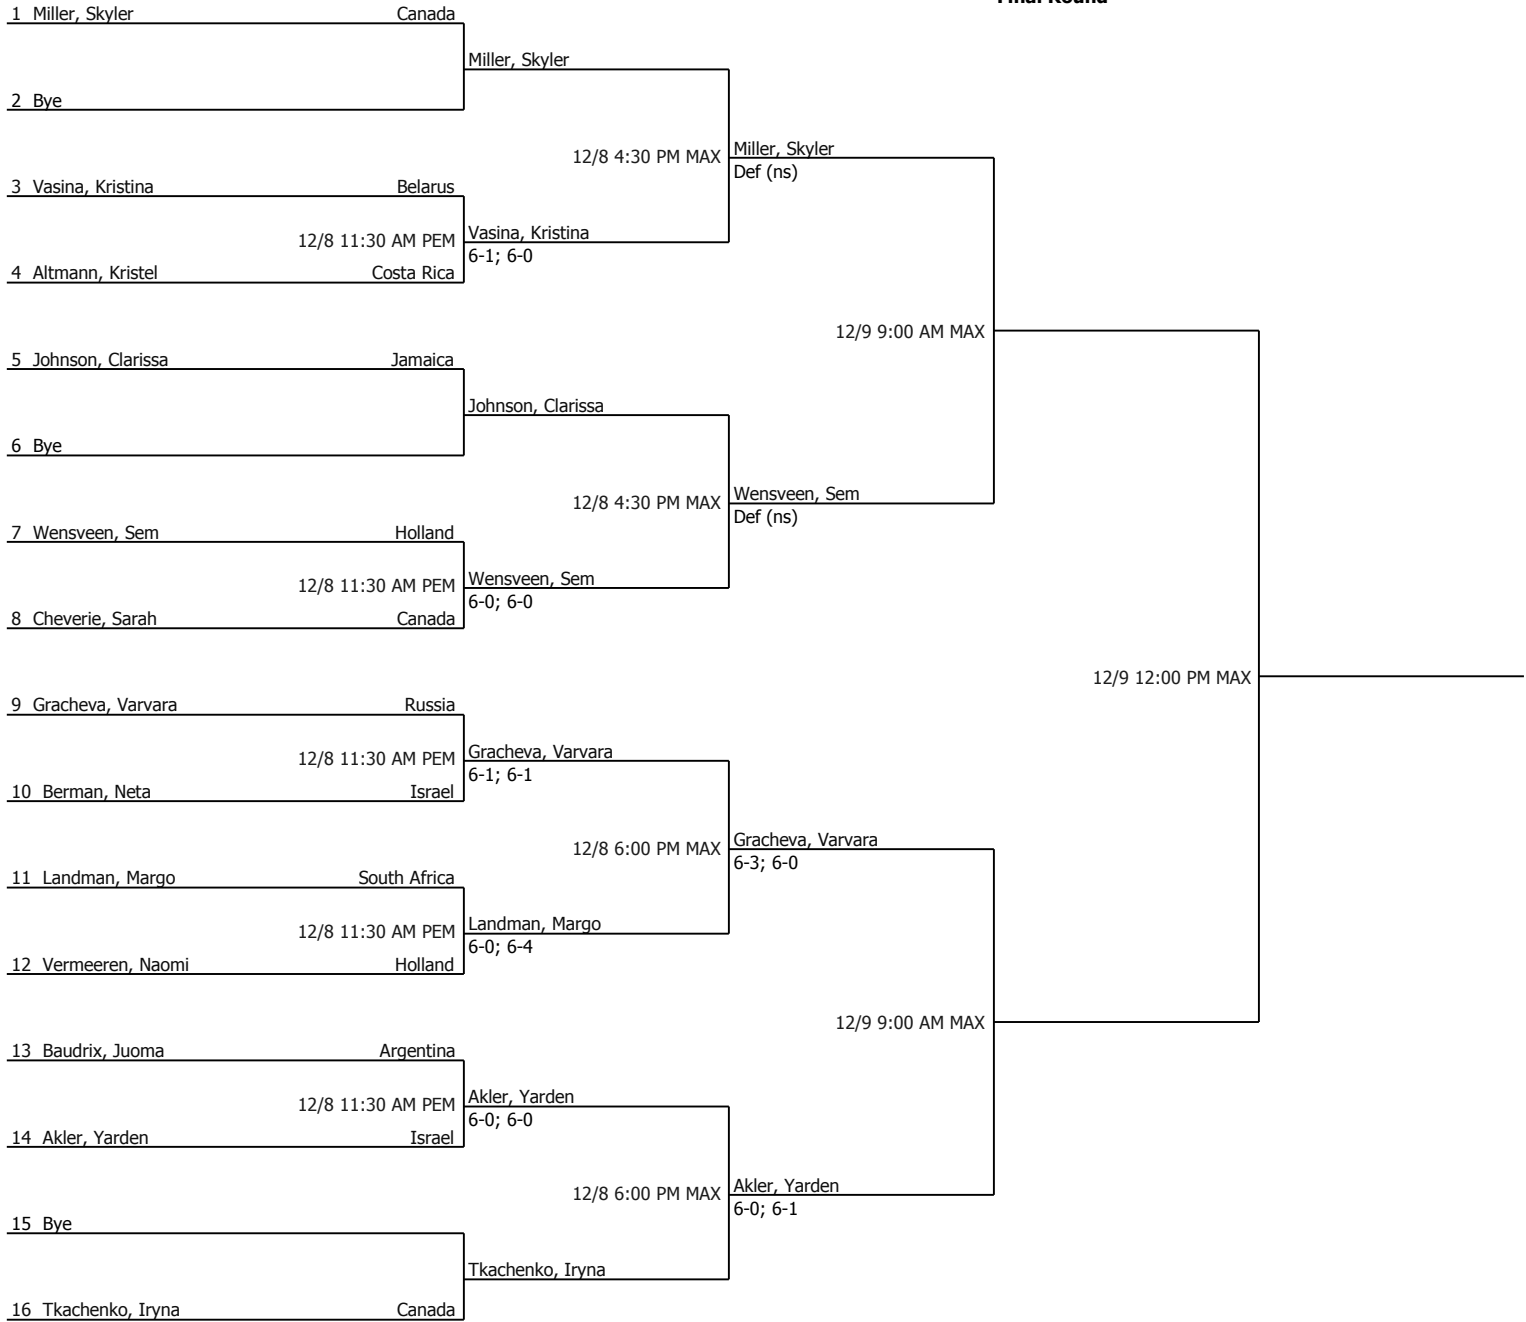 Final Round
1 Miller, Skyler Canada
Miller, Skyler
2 Bye
12/8 4:30 PM MAX Miller, Skyler
Def (ns)
3 Vasina, Kristina Belarus
12/8 11:30 AM PEM Vasina, Kristina
6-1; 6-0
4 Altmann, Kristel Costa Rica
12/9 9:00 AM MAX
5 Johnson, Clarissa Jamaica
Johnson, Clarissa
6 Bye
12/8 4:30 PM MAX Wensveen, Sem
Def (ns)
7 Wensveen, Sem Holland
12/8 11:30 AM PEM Wensveen, Sem
6-0; 6-0
8 Cheverie, Sarah Canada
12/9 12:00 PM MAX
9 Gracheva, Varvara Russia
12/8 11:30 AM PEM Gracheva, Varvara
6-1; 6-1
10 Berman, Neta Israel
12/8 6:00 PM MAX Gracheva, Varvara
6-3; 6-0
11 Landman, Margo South Africa
12/8 11:30 AM PEM Landman, Margo
6-0; 6-4
12 Vermeeren, Naomi Holland
12/9 9:00 AM MAX
13 Baudrix, Juoma Argentina
12/8 11:30 AM PEM Akler, Yarden
6-0; 6-0
14 Akler, Yarden Israel
12/8 6:00 PM MAX Akler, Yarden
6-0; 6-1
15 Bye
Tkachenko, Iryna
16 Tkachenko, Iryna Canada